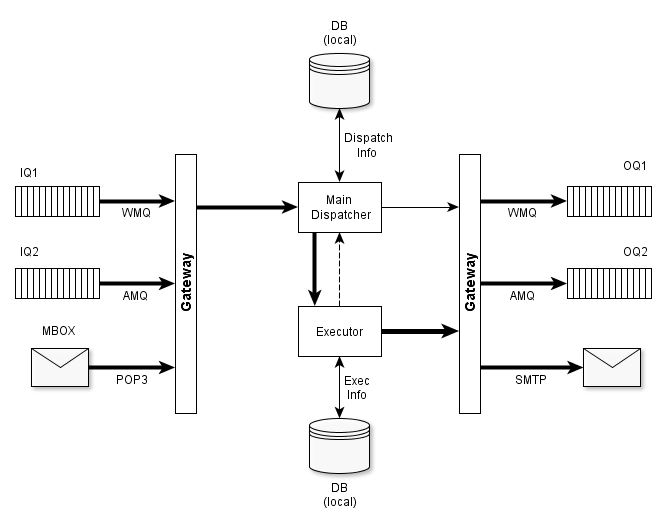 DB
(local)
Dispatch
Info
IQ1
WMQ
IQ2
AMQ
MBOX
POP3
Gateway
Main
Dispatcher
Executor
Exec
Info
DB
(local)
Gateway
OQ1
WMQ
OQ2
AMQ
SMTP